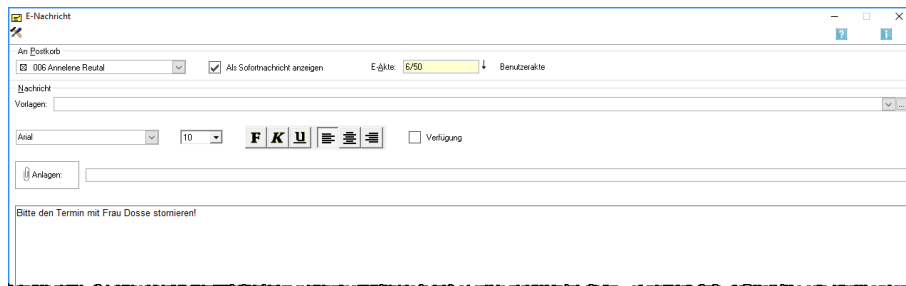 E-Nachricht
An Postkorb
006 Annelene Reutal
Als Sofortnachricht anzeigen
E-Akte: 6/50
Benutzerakte
Nachricht
Vorlagen:
...
Arial
10
F K U
Verfügung
Anlagen:
Bitte den Termin mit Frau Dosse stornieren!